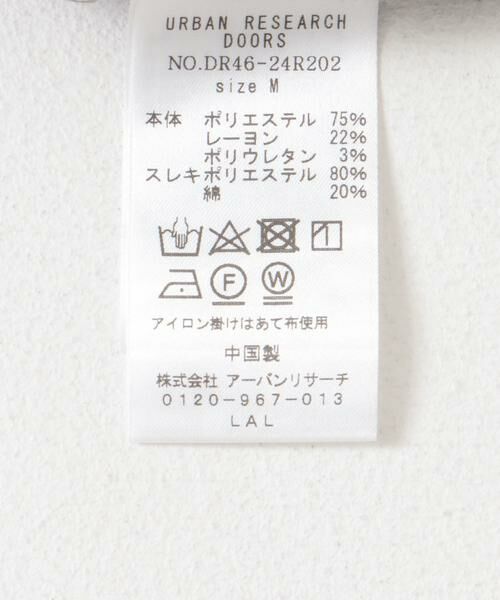 URBAN RESEARCH
DOORS
NO.DR46-24R202
size M
本体 ポリエステル 75%
レーヨン 22%
ポリウレタン 3%
スレキポリエステル 80%
綿 20%
F W
アイロン掛けはあて布使用
中国製
株式会社 アーバンリサーチ
0120-967-013
LAL